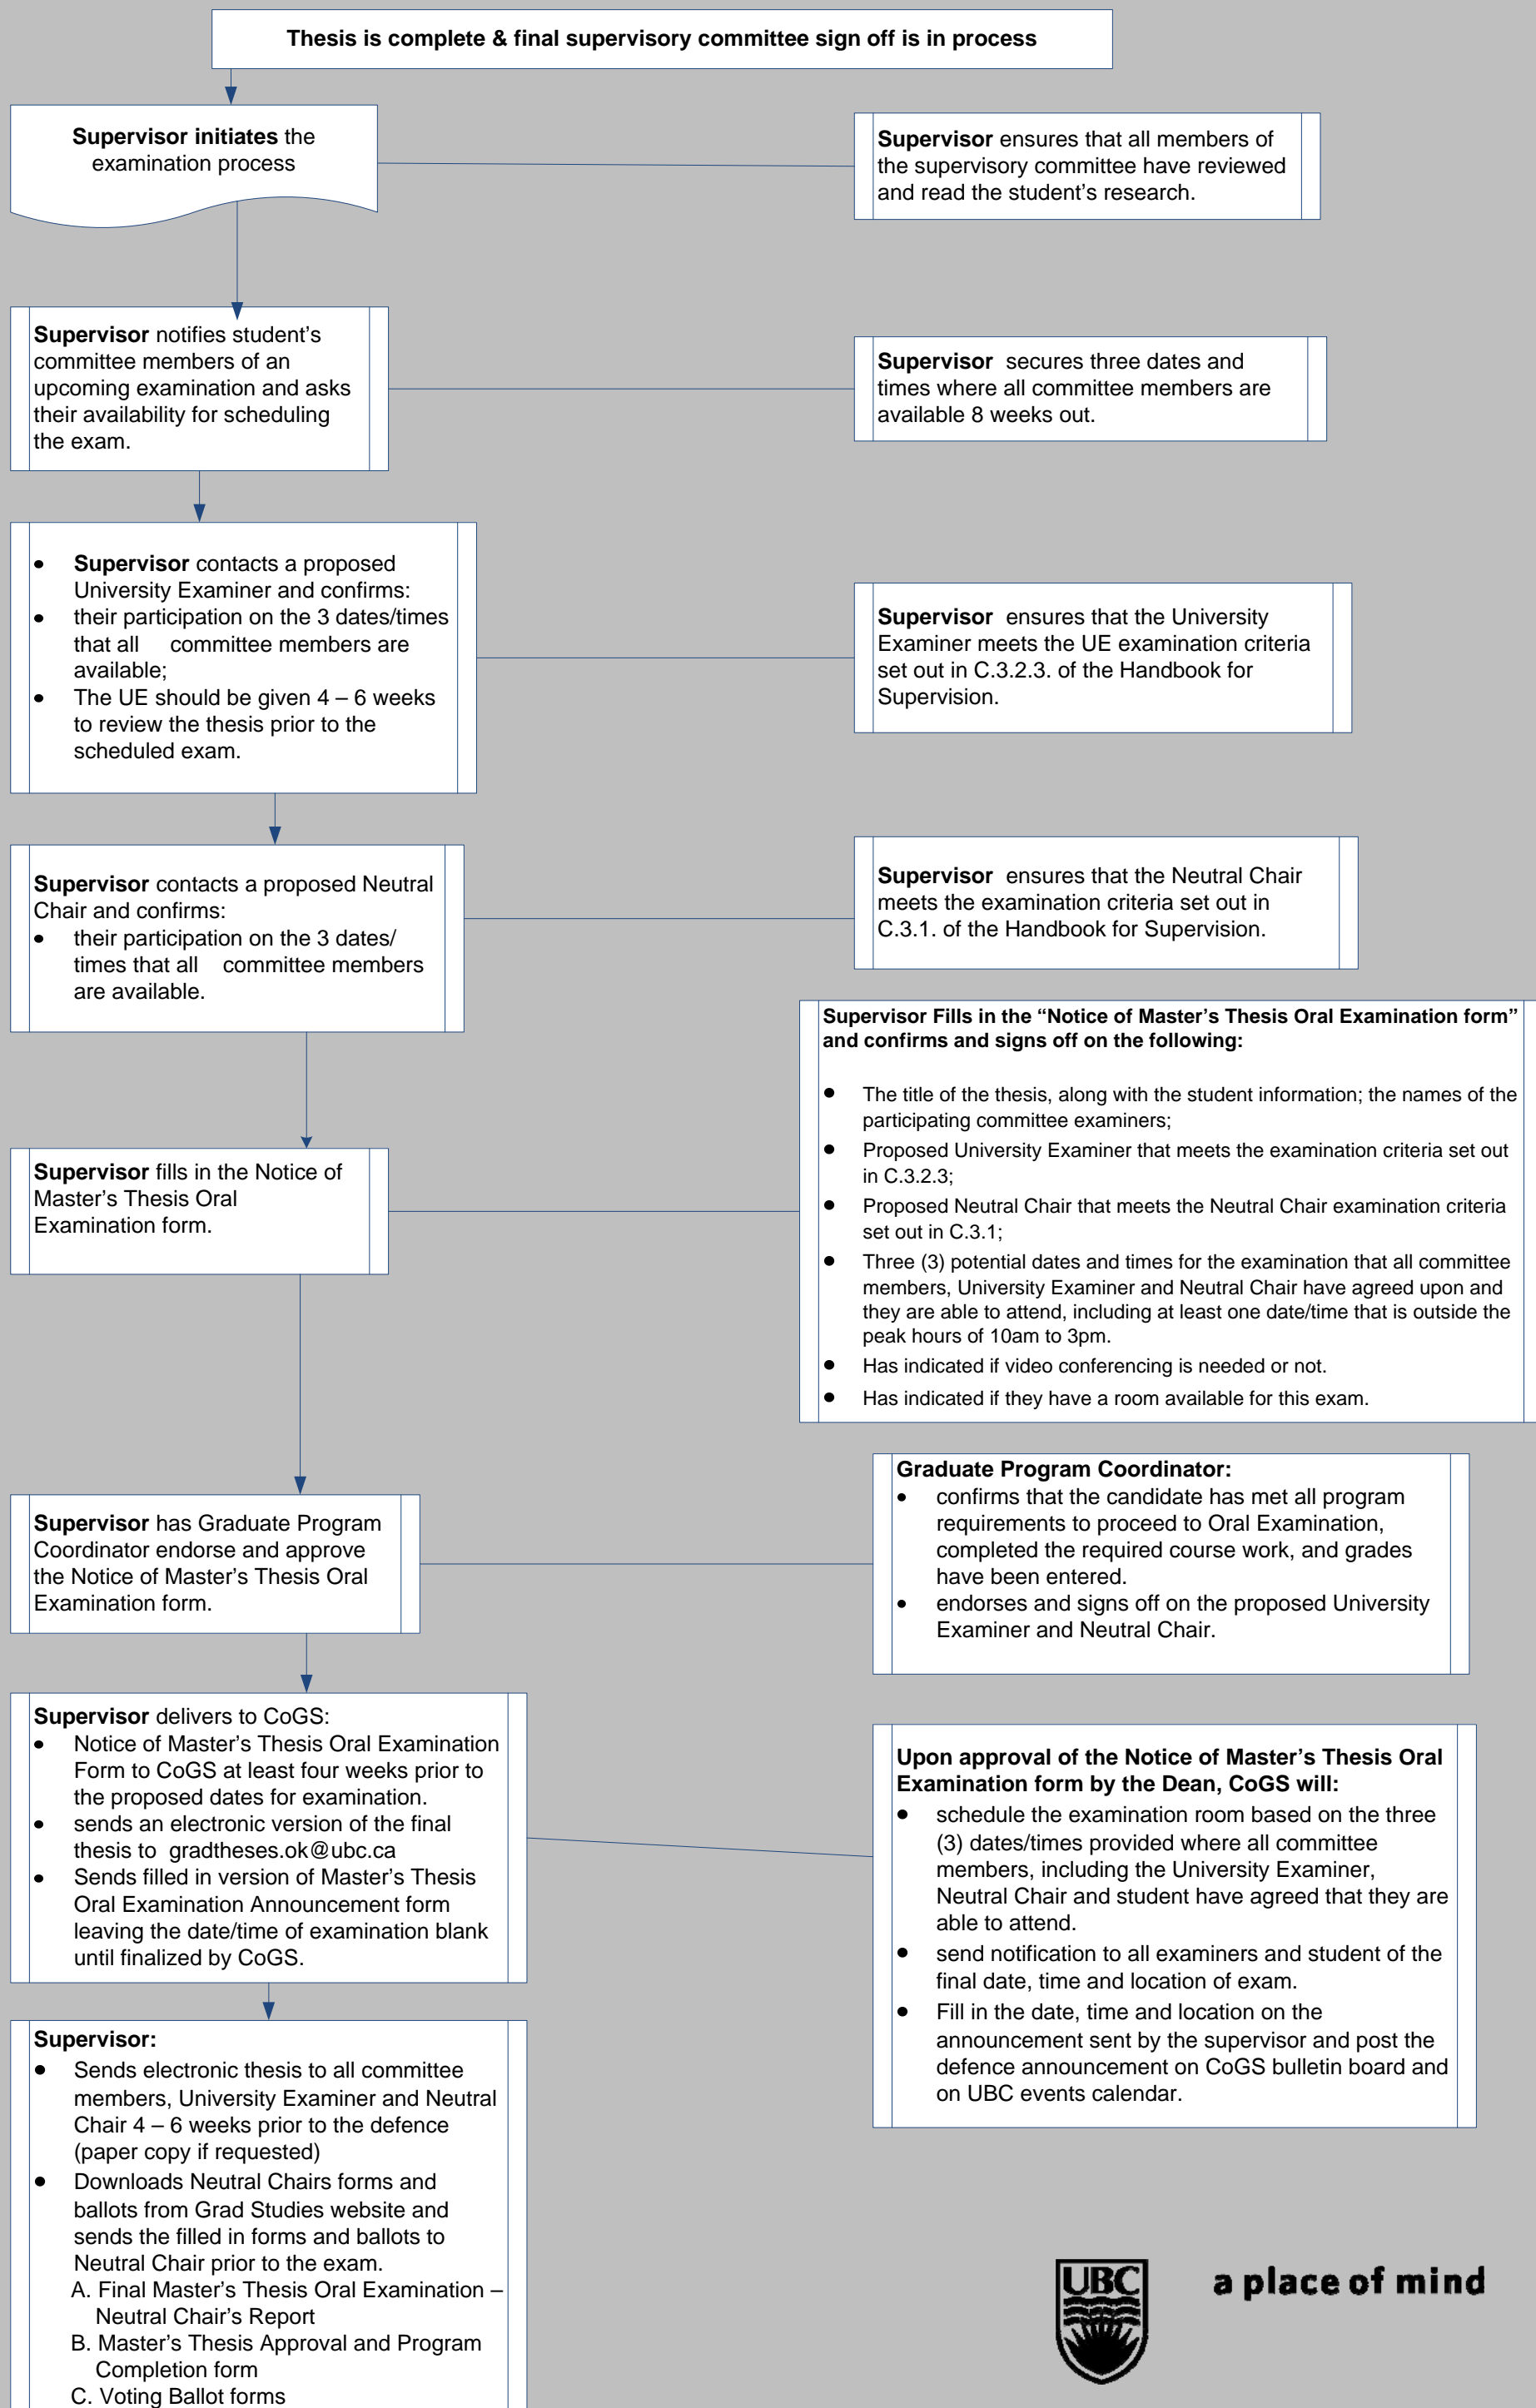 Thesis is complete & final supervisory committee sign off is in process
Supervisor initiates the
examination process
Supervisor ensures that all members of
the supervisory committee have reviewed
and read the student's research.
Supervisor notifies student's
committee members of an
upcoming examination and asks
their availability for scheduling
the exam.
Supervisor secures three dates and
times where all committee members are
available 8 weeks out.
• Supervisor contacts a proposed
University Examiner and confirms:
• their participation on the 3 dates/times
that all committee members are
available;
• The UE should be given 4 – 6 weeks
to review the thesis prior to the
scheduled exam.
Supervisor ensures that the University
Examiner meets the UE examination criteria
set out in C.3.2.3. of the Handbook for
Supervision.
Supervisor contacts a proposed Neutral
Chair and confirms:
• their participation on the 3 dates/
times that all committee members
are available.
Supervisor ensures that the Neutral Chair
meets the examination criteria set out in
C.3.1. of the Handbook for Supervision.
Supervisor fills in the Notice of
Master's Thesis Oral
Examination form.
Supervisor Fills in the “Notice of Master's Thesis Oral Examination form”
and confirms and signs off on the following:
• The title of the thesis, along with the student information; the names of the
participating committee examiners;
• Proposed University Examiner that meets the examination criteria set out
in C.3.2.3;
• Proposed Neutral Chair that meets the Neutral Chair examination criteria
set out in C.3.1;
• Three (3) potential dates and times for the examination that all committee
members, University Examiner and Neutral Chair have agreed upon and
they are able to attend, including at least one date/time that is outside the
peak hours of 10am to 3pm.
• Has indicated if video conferencing is needed or not.
• Has indicated if they have a room available for this exam.
Supervisor has Graduate Program
Coordinator endorse and approve
the Notice of Master's Thesis Oral
Examination form.
Graduate Program Coordinator:
• confirms that the candidate has met all program
requirements to proceed to Oral Examination,
completed the required course work, and grades
have been entered.
• endorses and signs off on the proposed University
Examiner and Neutral Chair.
Supervisor delivers to CoGS:
• Notice of Master's Thesis Oral Examination
Form to CoGS at least four weeks prior to
the proposed dates for examination.
• sends an electronic version of the final
thesis to gradtheses.ok@ubc.ca
• Sends filled in version of Master's Thesis
Oral Examination Announcement form
leaving the date/time of examination blank
until finalized by CoGS.
Upon approval of the Notice of Master's Thesis Oral
Examination form by the Dean, CoGS will:
• schedule the examination room based on the three
(3) dates/times provided where all committee
members, including the University Examiner,
Neutral Chair and student have agreed that they are
able to attend.
• send notification to all examiners and student of the
final date, time and location of exam.
• Fill in the date, time and location on the
announcement sent by the supervisor and post the
defence announcement on CoGS bulletin board and
on UBC events calendar.
Supervisor:
• Sends electronic thesis to all committee
members, University Examiner and Neutral
Chair 4 – 6 weeks prior to the defence
(paper copy if requested)
• Downloads Neutral Chairs forms and
ballots from Grad Studies website and
sends the filled in forms and ballots to
Neutral Chair prior to the exam.
A. Final Master's Thesis Oral Examination –
Neutral Chair's Report
B. Master's Thesis Approval and Program
Completion form
C. Voting Ballot forms
UBC
a place of mind